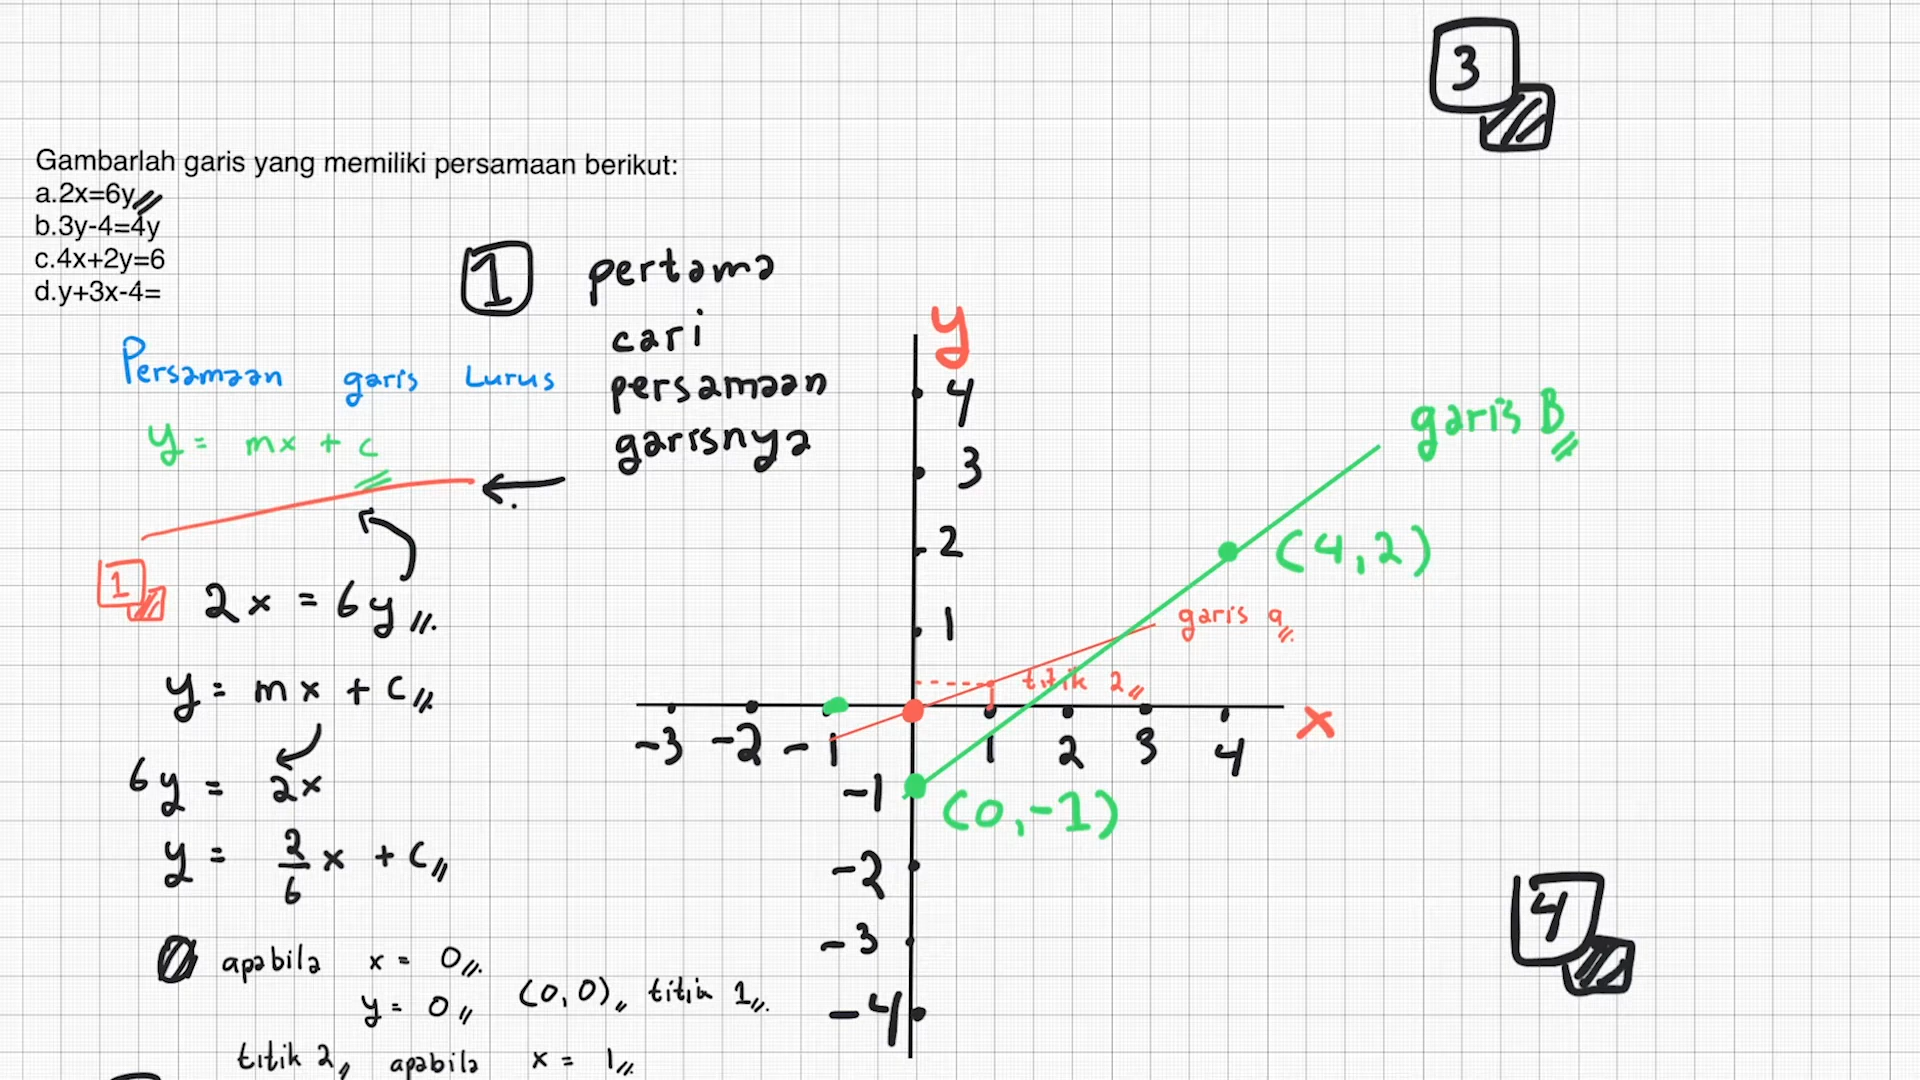 3
Gambarlah garis yang memiliki persamaan berikut:
a.2x=6y
b.3y-4=4y
c.4x+2y=6
d.y+3x-4=
1 pertama
cari
persamaan
garisnya
Persamaan garis Lurus
y = mx + c
1
2x = 6y
y = mx + c
6y = 2x
y = 2/6 x + c
apabila x = 0
y = 0 (0,0), titik 1
titik 2, apabila x = 1
y
4
3
2
1
-3 -2 -1 1 2 3 4 x
-1
-2
-3
-4
garis B
(4,2)
garis a
titik 2
(0,-1)
4